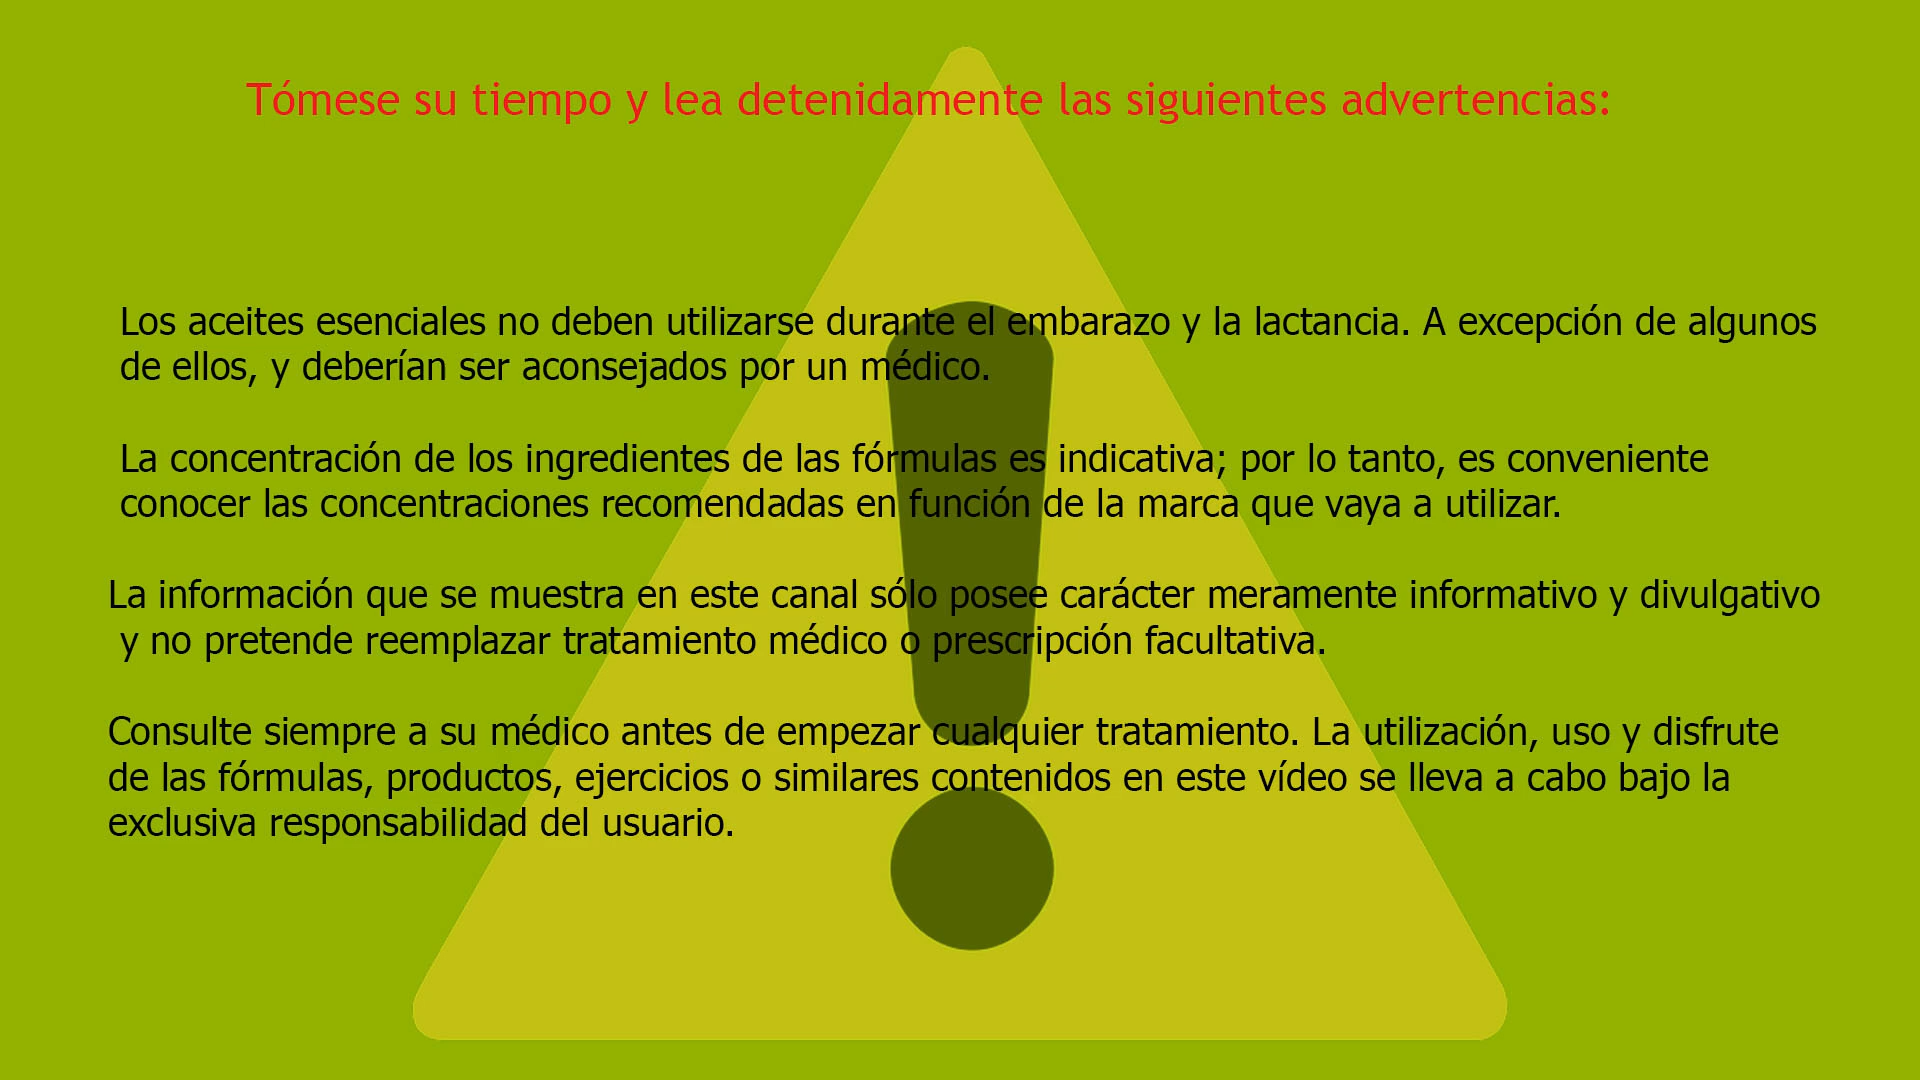 Tómese su tiempo y lea detenidamente las siguientes advertencias:
Los aceites esenciales no deben utilizarse durante el embarazo y la lactancia. A excepción de algunos
de ellos, y deberían ser aconsejados por un médico.
La concentración de los ingredientes de las fórmulas es indicativa; por lo tanto, es conveniente
conocer las concentraciones recomendadas en función de la marca que vaya a utilizar.
La información que se muestra en este canal sólo posee carácter meramente informativo y divulgativo
y no pretende reemplazar tratamiento médico o prescripción facultativa.
Consulte siempre a su médico antes de empezar cualquier tratamiento. La utilización, uso y disfrute
de las fórmulas, productos, ejercicios o similares contenidos en este vídeo se lleva a cabo bajo la
exclusiva responsabilidad del usuario.